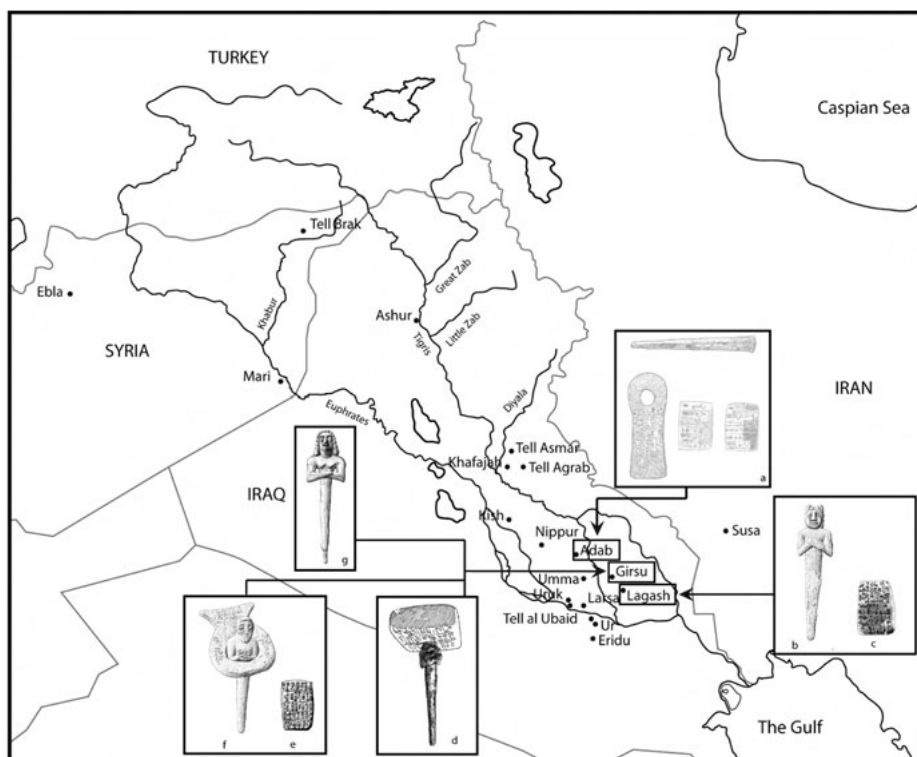 TURKEY
Caspian Sea
Tell Brak
Ebla
Great Zab
Khabur
Ashur
Little Zab
Tigris
SYRIA
Mari
Diyala
IRAN
Euphrates
Tell Asmar
Khafajah
Tell Agrab
a
IRAQ
Kish
Susa
Nippur
Adab
g
Girsu
Umma
Uruk
Larsa
Lagash
Tell al Ubaid
Ur
Eridu
b
c
The Gulf
f
e
d